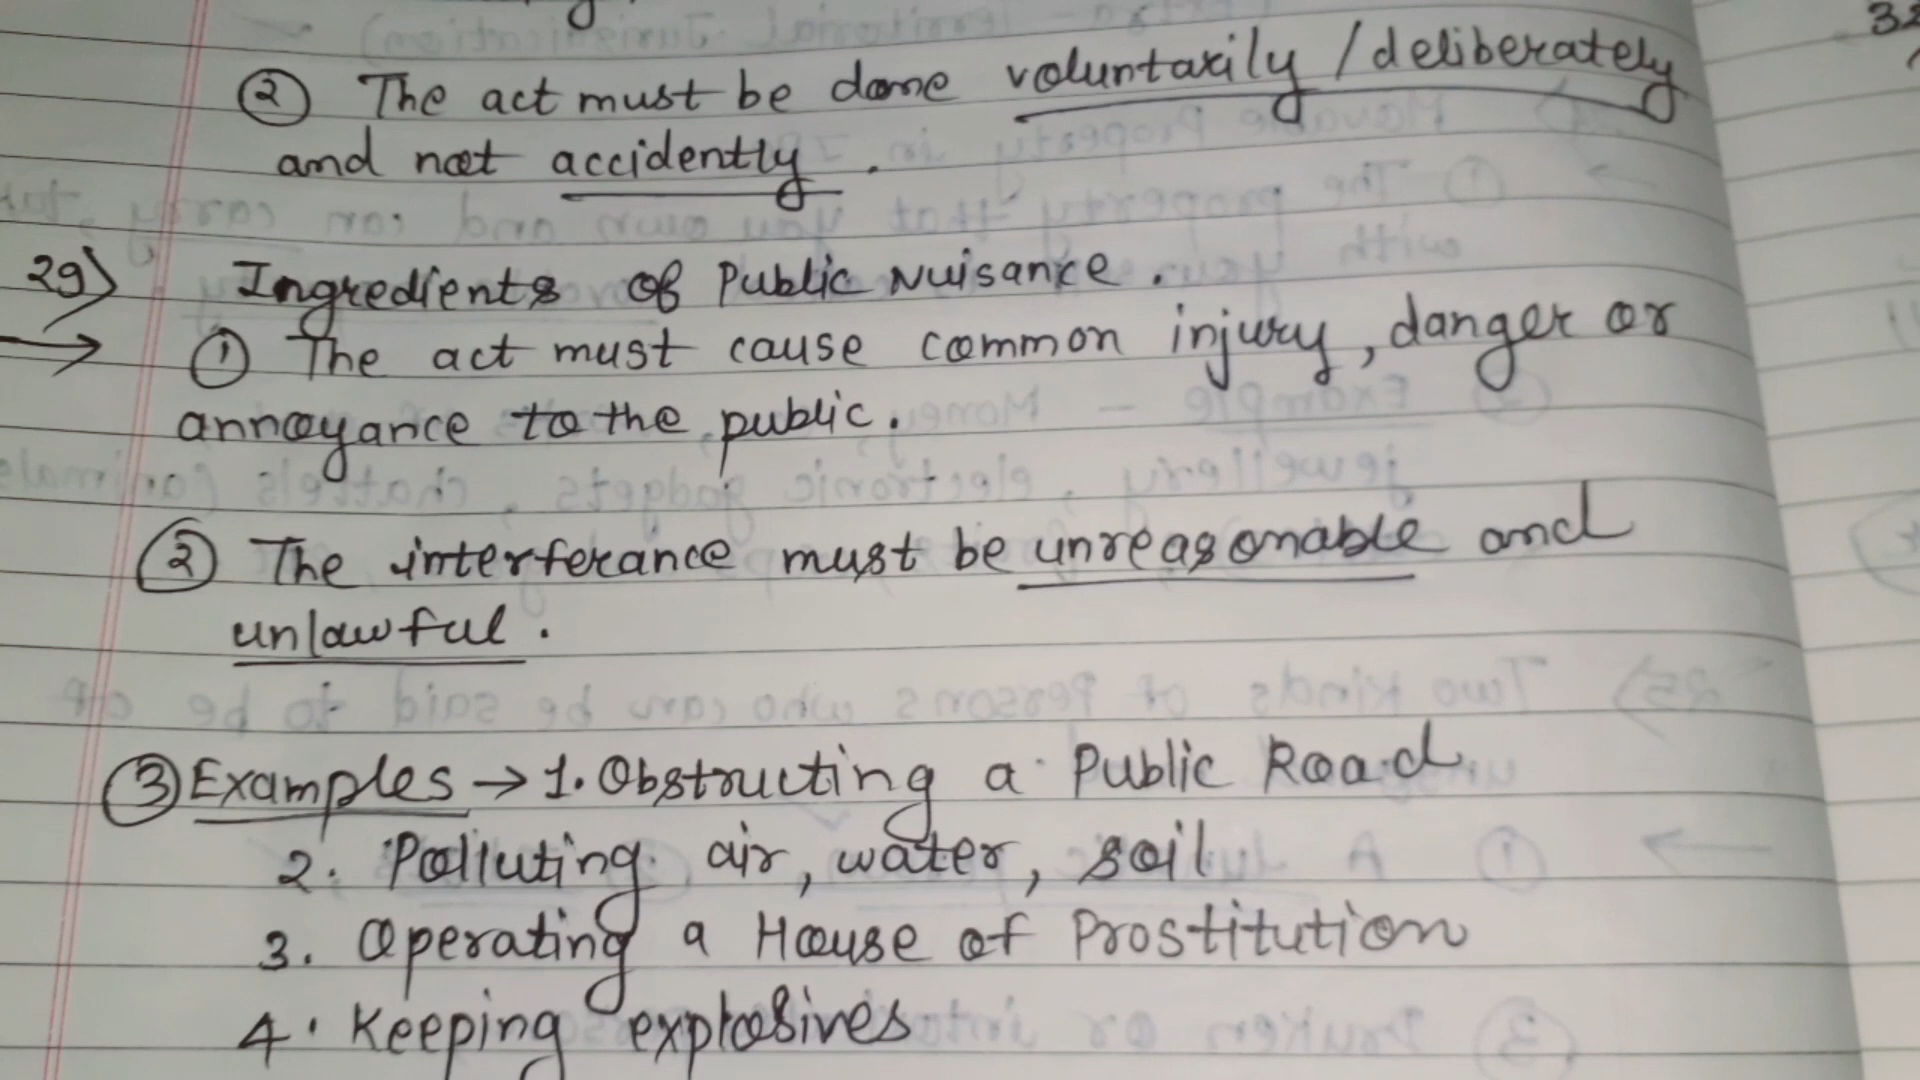 ② The act must be done voluntarily / deliberately
and not accidently .
29) Ingredients of Public Nuisance .
→ ① The act must cause common injury, danger or
annoyance to the public.
② The interferance must be unreasonable and
unlawful .
③ Examples → 1. Obstructing a Public Road
2. Polluting air, water, soil
3. Operating a House of Prostitution
4. Keeping explosives